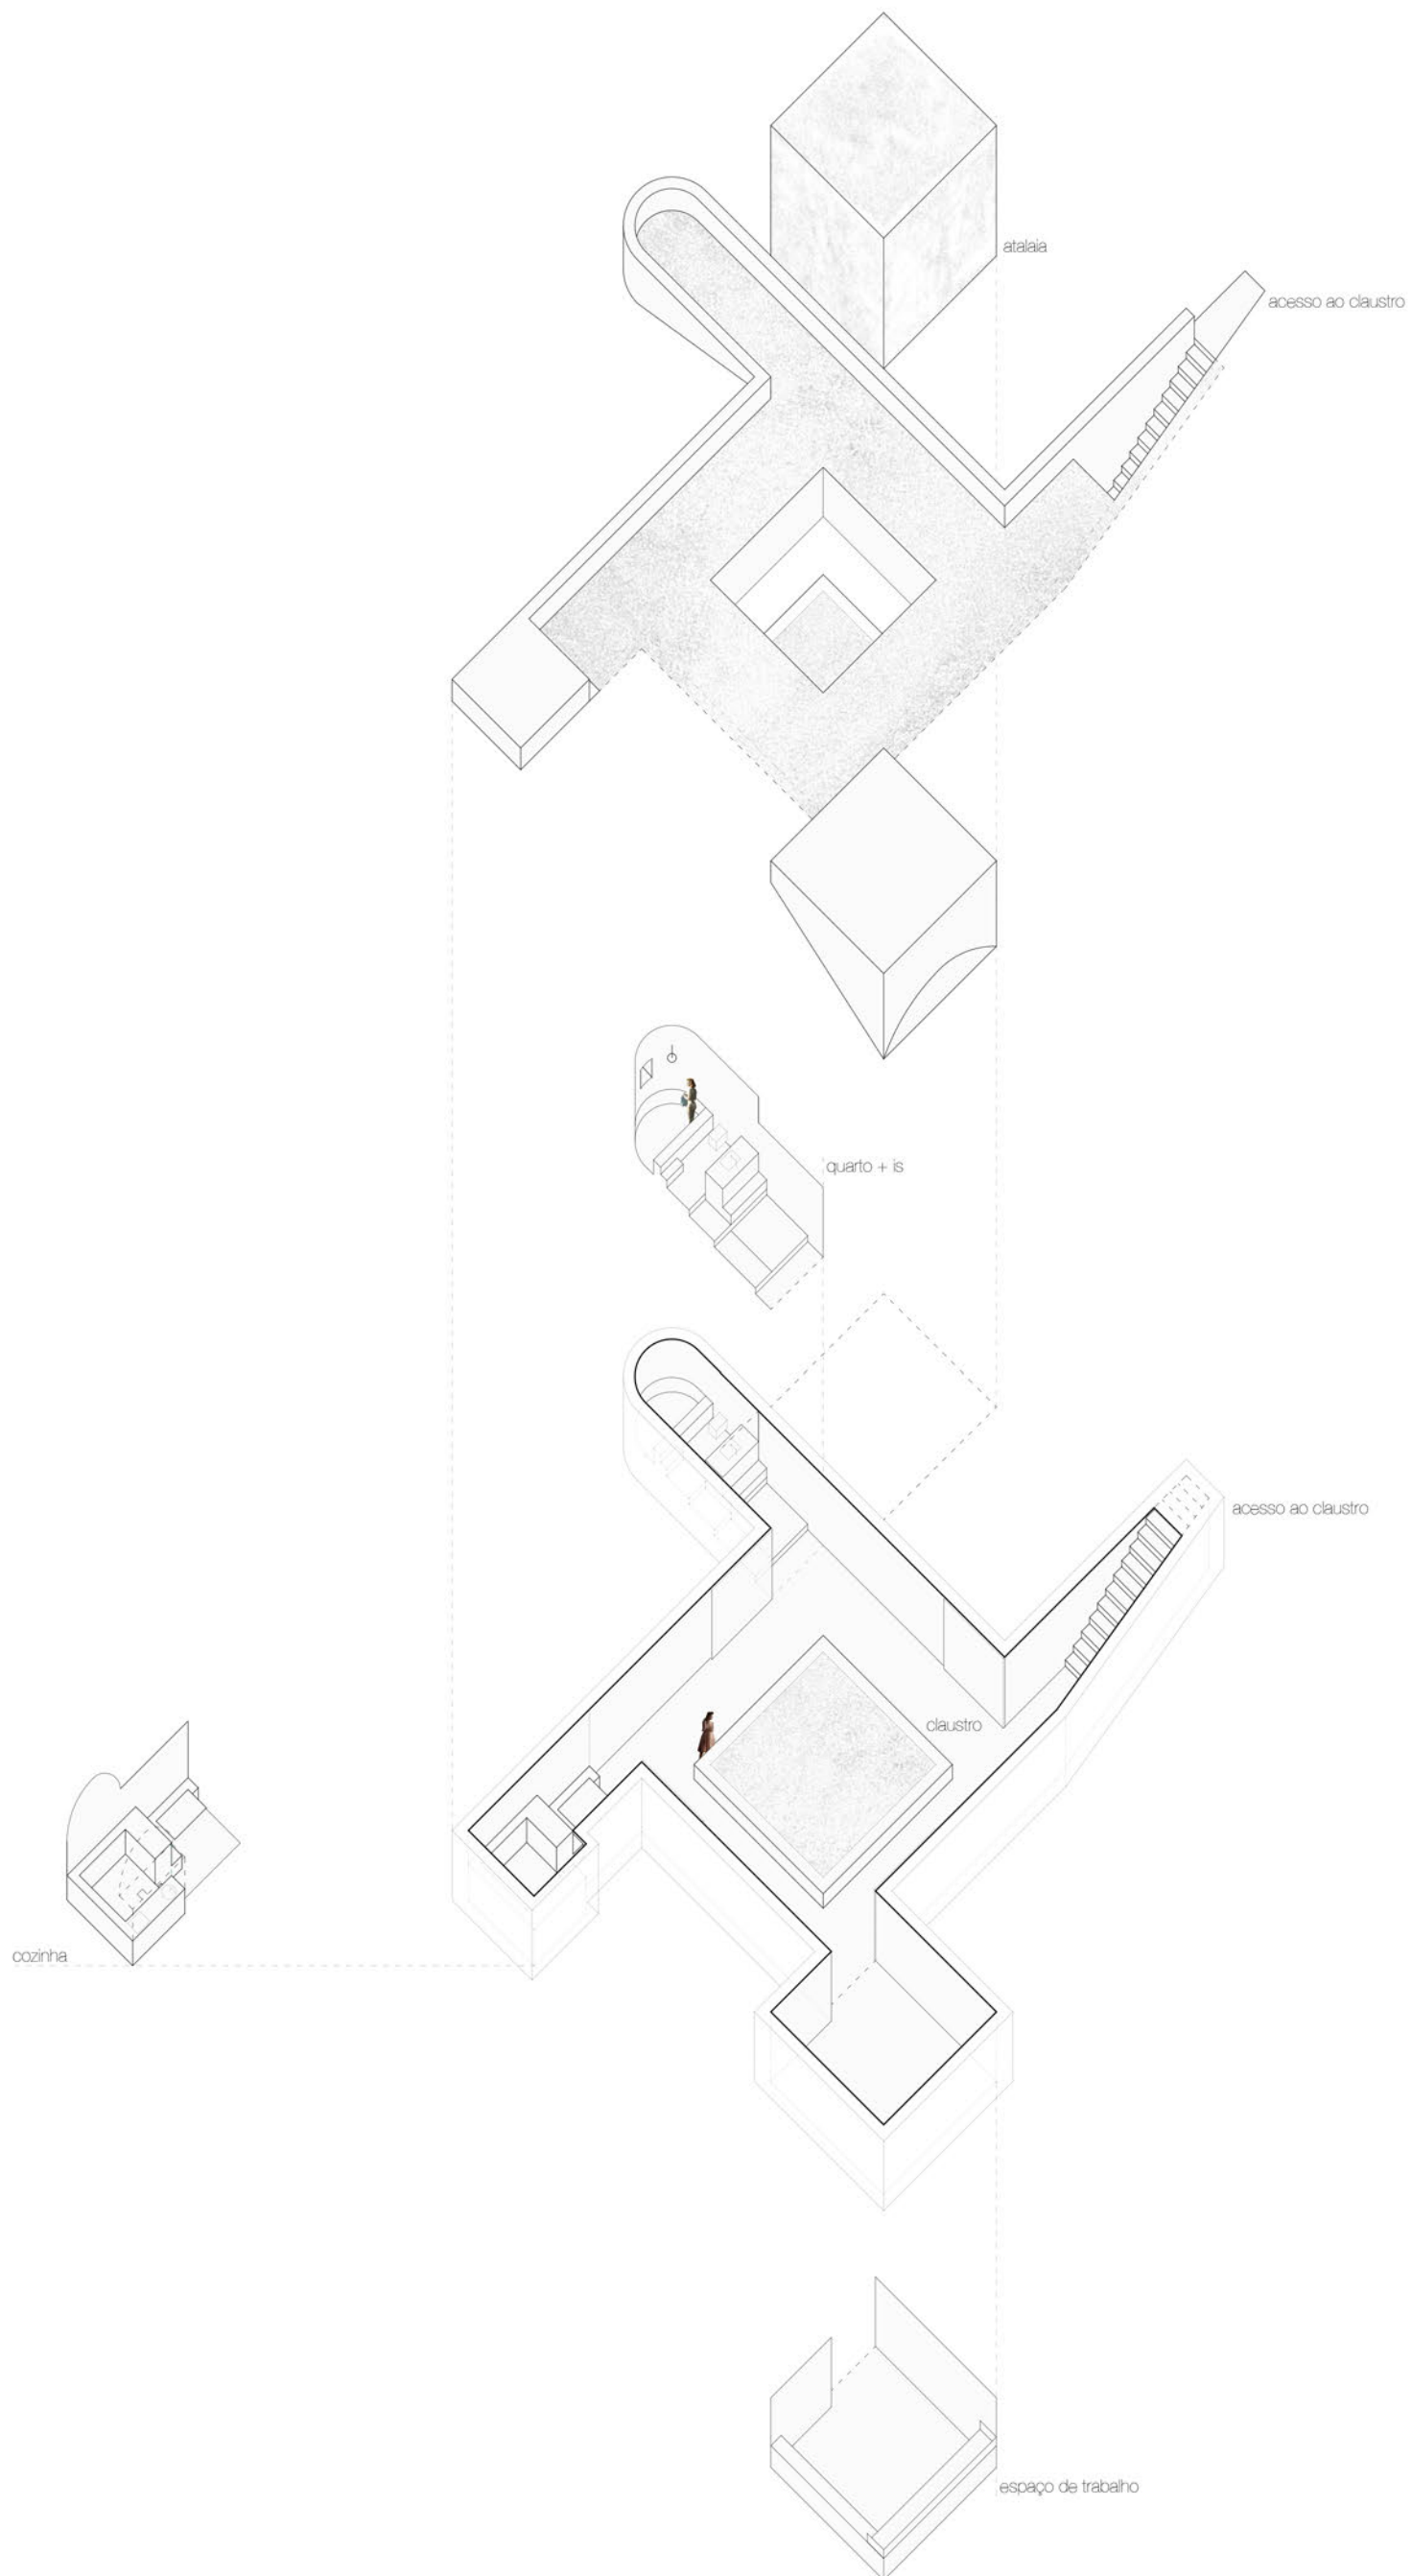 atalaia
acesso ao claustro
quarto + is
acesso ao claustro
claustro
cozinha
espaço de trabalho